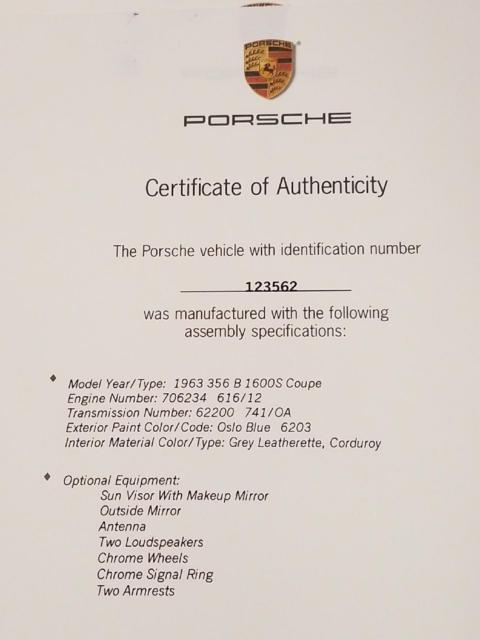 PORSCHE
PORSCHE
Certificate of Authenticity
The Porsche vehicle with identification number
123562
was manufactured with the following
assembly specifications:
♦ Model Year/Type: 1963 356 B 1600S Coupe
Engine Number: 706234 616/12
Transmission Number: 62200 741/OA
Exterior Paint Color/Code: Oslo Blue 6203
Interior Material Color/Type: Grey Leatherette, Corduroy
♦ Optional Equipment:
Sun Visor With Makeup Mirror
Outside Mirror
Antenna
Two Loudspeakers
Chrome Wheels
Chrome Signal Ring
Two Armrests